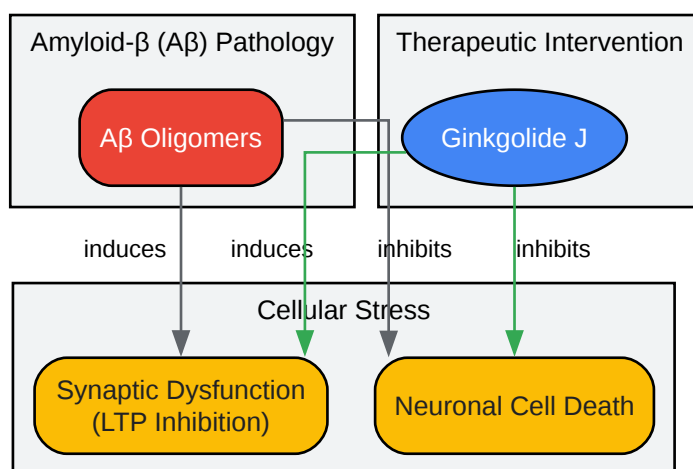 Amyloid-β (Aβ) Pathology
Therapeutic Intervention
Aβ Oligomers
Ginkgolide J
induces
induces
inhibits
inhibits
Cellular Stress
Synaptic Dysfunction
(LTP Inhibition)
Neuronal Cell Death